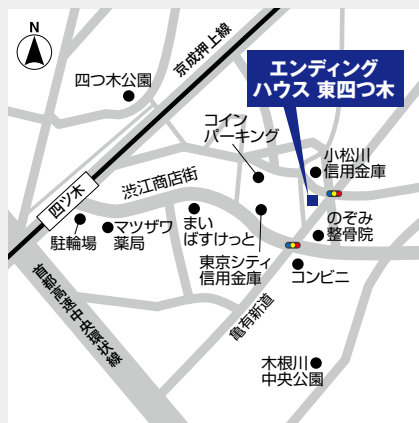 N
京成押上線
エンディング
ハウス 東四つ木
四つ木公園
コイン
パーキング
小松川
信用金庫
渋江商店街
四ツ木
駐輪場
マツザワ
薬局
まい
ばすけっと
東京シティ
信用金庫
のぞみ
整骨院
コンビニ
首都高速中央環状線
亀有新道
木根川
中央公園